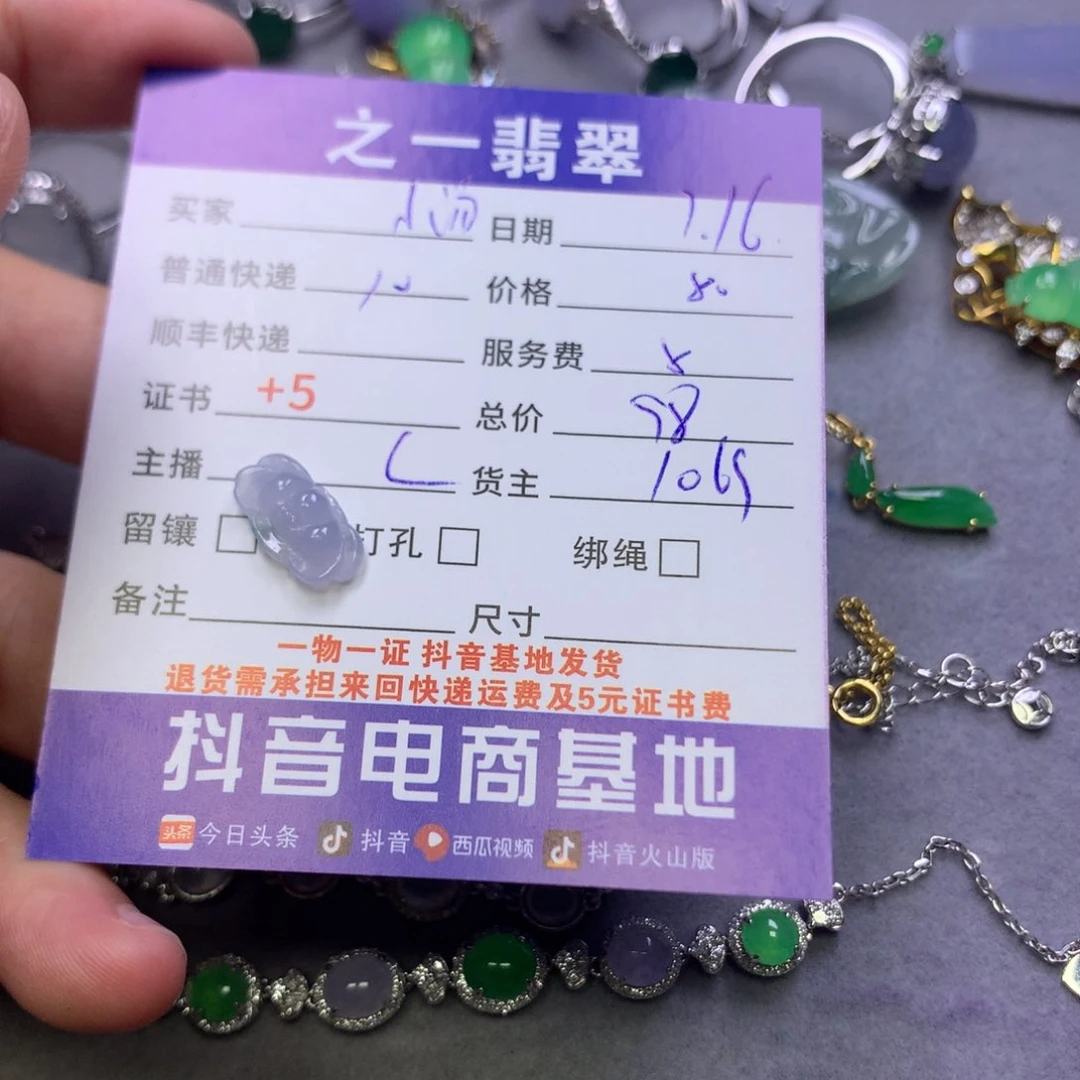 之一翡翠
买家 日期 7.16
普通快递 10 价格 80
顺丰快递 服务费 5
证书 +5 总价
主播 L 货主
留镶 打孔 绑绳
备注 尺寸
一物一证 抖音基地发货
退货需承担来回快递运费及5元证书费
抖音电商基地
头条 今日头条 抖音 西瓜视频 抖音火山版